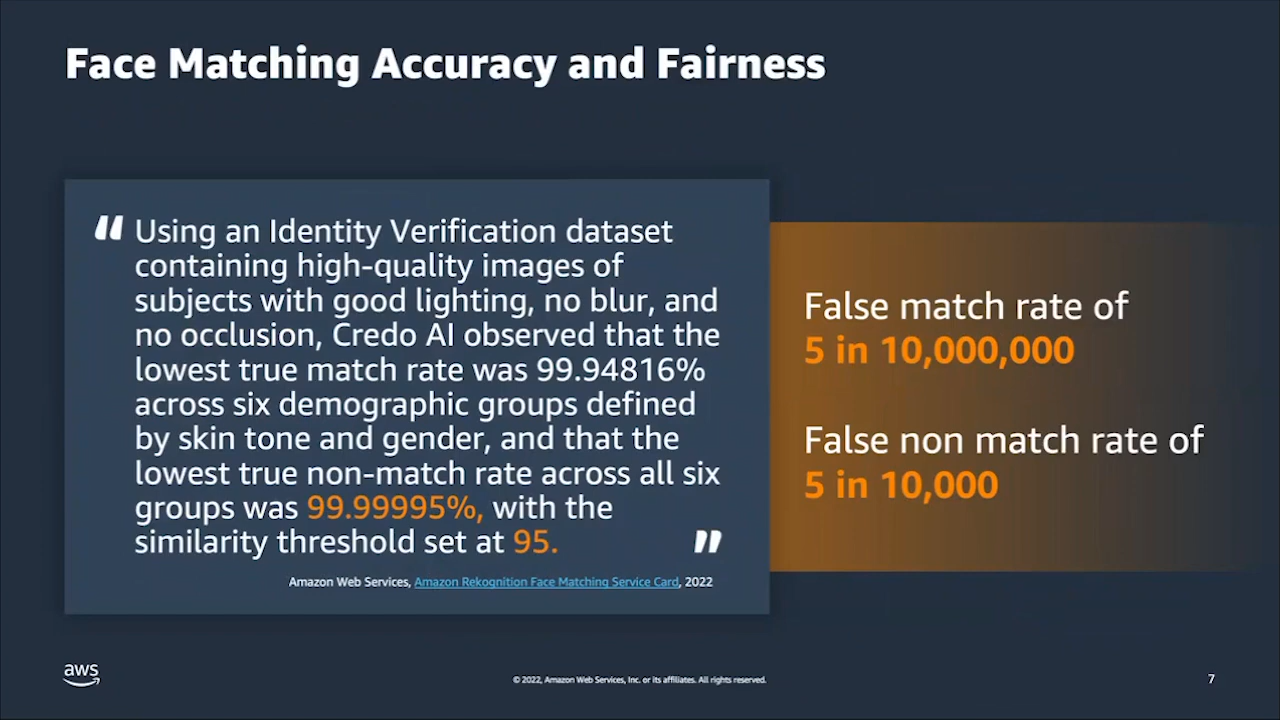 Face Matching Accuracy and Fairness
“ Using an Identity Verification dataset
containing high-quality images of
subjects with good lighting, no blur, and
no occlusion, Credo AI observed that the
lowest true match rate was 99.94816%
across six demographic groups defined
by skin tone and gender, and that the
lowest true non-match rate across all six
groups was 99.99995%, with the
similarity threshold set at 95. ”
Amazon Web Services, Amazon Rekognition Face Matching Service Card, 2022
False match rate of
5 in 10,000,000
False non match rate of
5 in 10,000
aws
© 2022, Amazon Web Services, Inc. or its affiliates. All rights reserved.
7